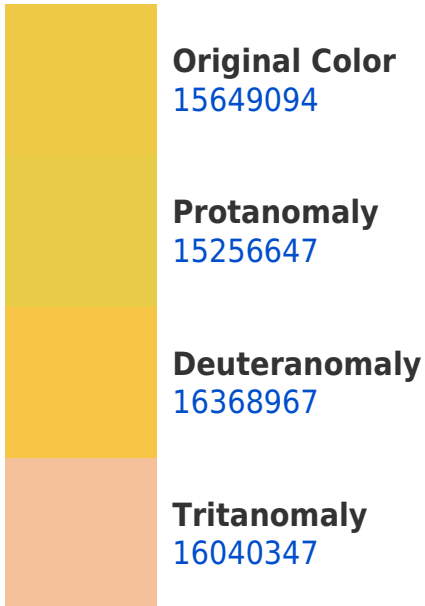 Original Color
15649094
Protanomaly
15256647
Deuteranomaly
16368967
Tritanomaly
16040347